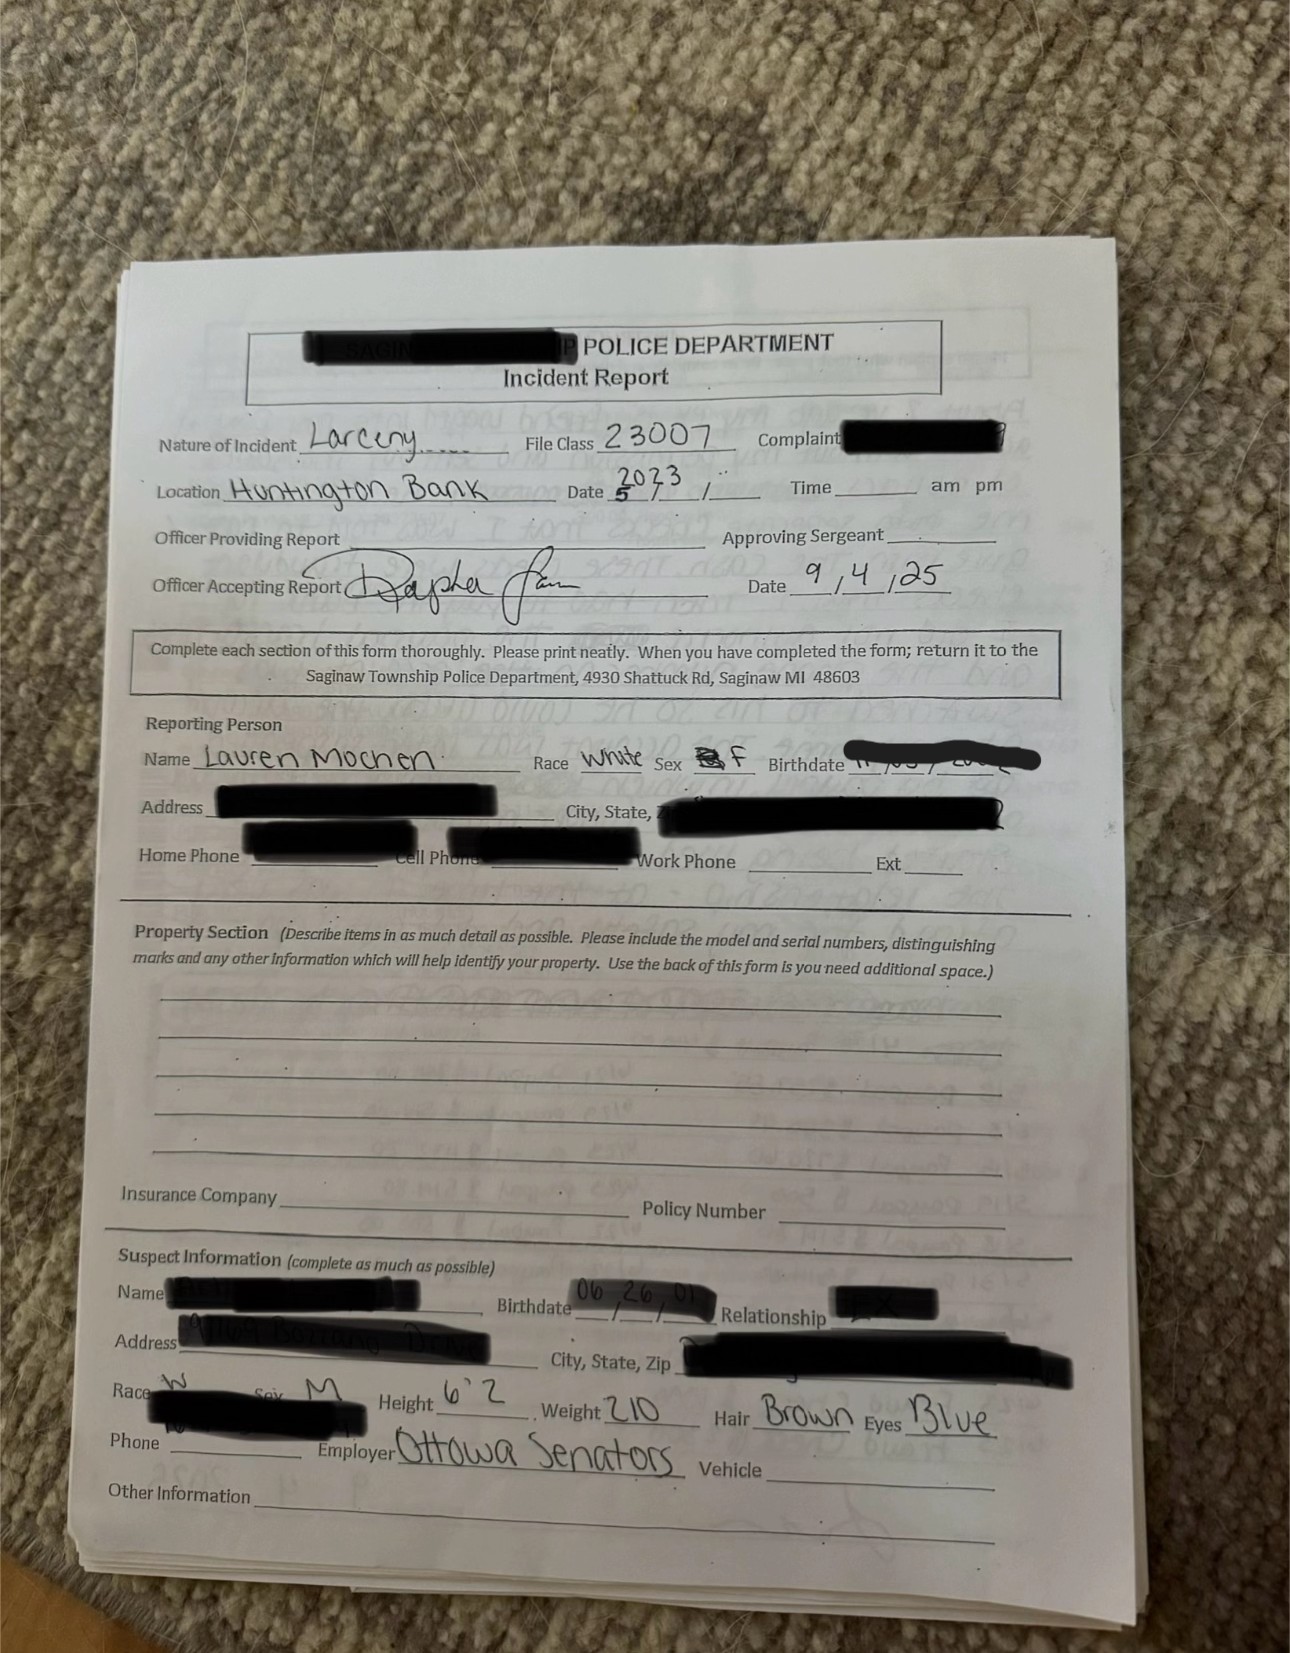 POLICE DEPARTMENT
Incident Report
Nature of Incident Larceny File Class 23007 Complaint
Location Huntington Bank Date 5/2023/ Time am pm
Officer Providing Report Approving Sergeant
Officer Accepting Report Date 9/4/25
Complete each section of this form thoroughly. Please print neatly. When you have completed the form; return it to the
Saginaw Township Police Department, 4930 Shattuck Rd, Saginaw MI 48603
Reporting Person
Name Lauren Mochen Race White Sex F Birthdate
Address City, State,
Home Phone Cell Phone Work Phone Ext
Property Section (Describe items in as much detail as possible. Please include the model and serial numbers, distinguishing
marks and any other information which will help identify your property. Use the back of this form is you need additional space.)
Insurance Company Policy Number
Suspect Information (complete as much as possible)
Name Birthdate Relationship
Address City, State, Zip
Race W Sex M Height 6'2 Weight 210 Hair Brown Eyes Blue
Phone Employer Ottowa Senators Vehicle
Other Information